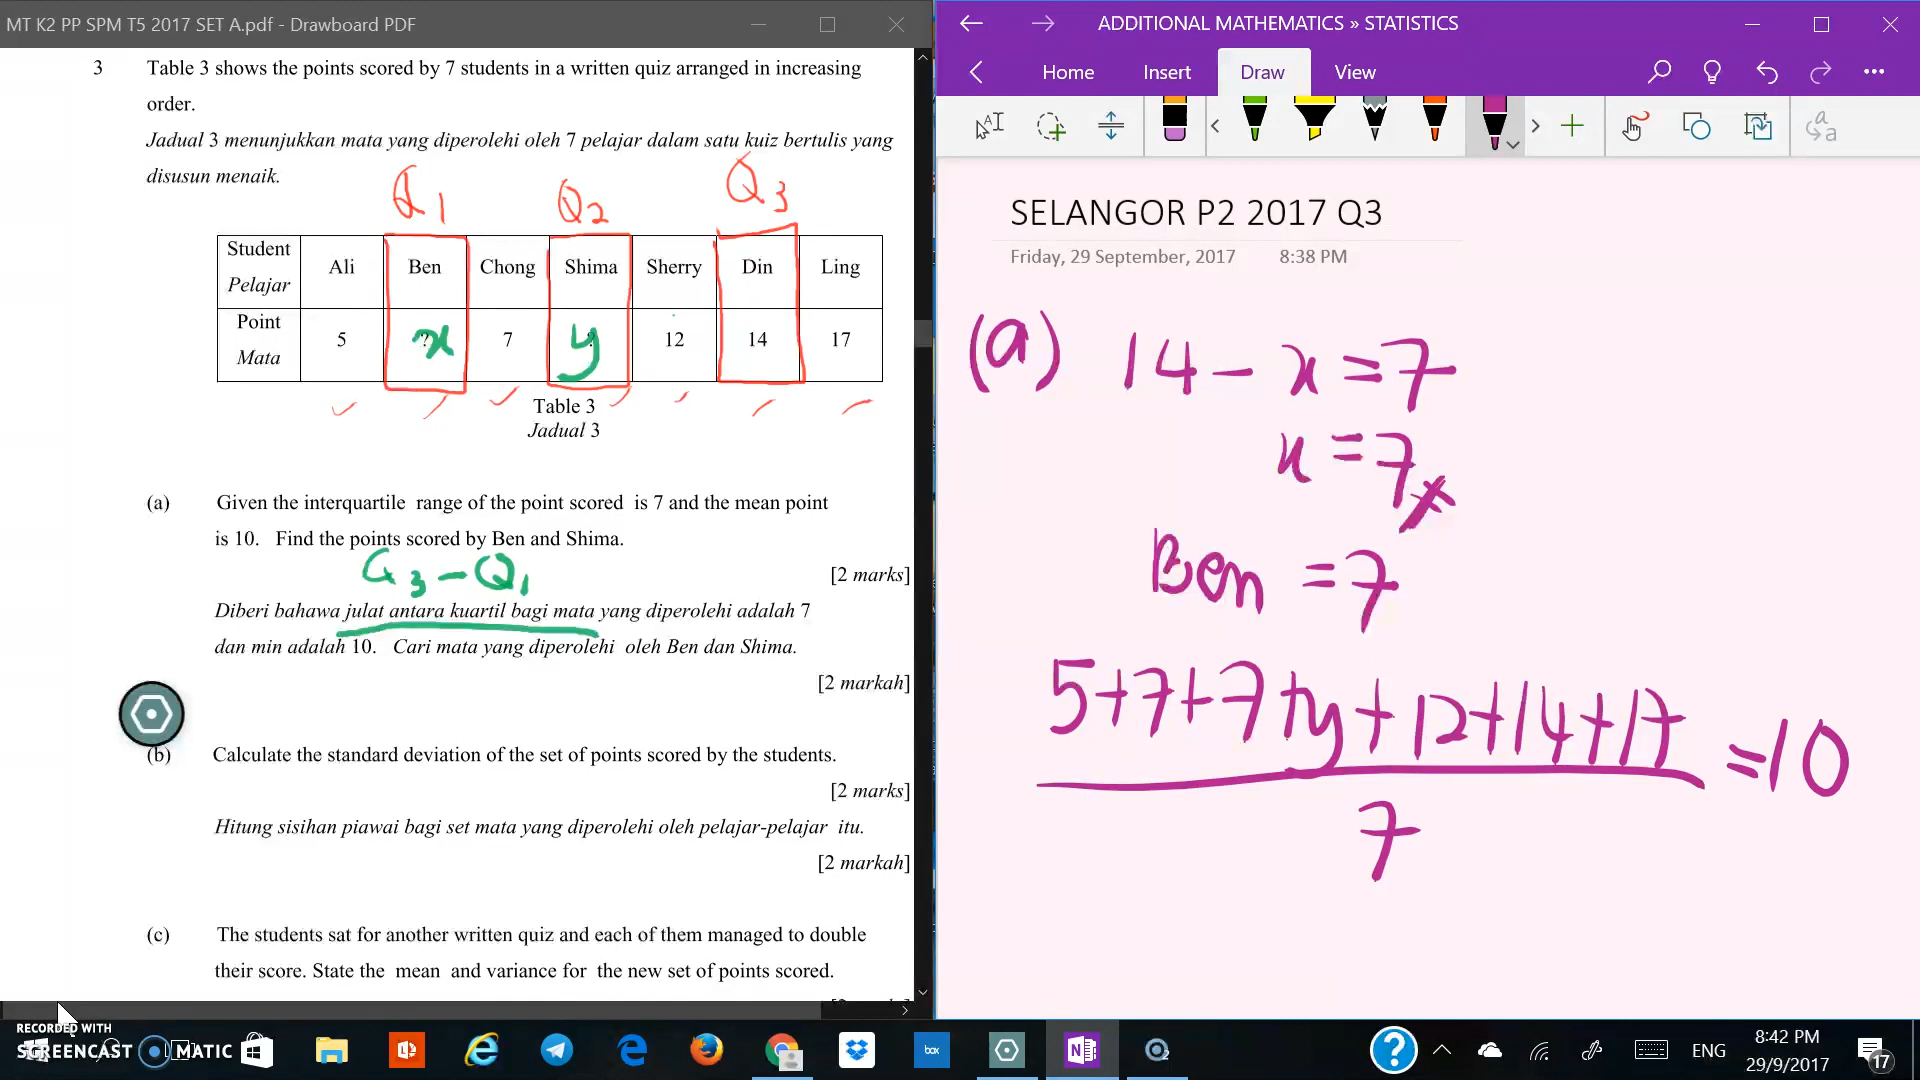 MT K2 PP SPM T5 2017 SET A.pdf - Drawboard PDF
3 Table 3 shows the points scored by 7 students in a written quiz arranged in increasing
order.
Jadual 3 menunjukkan mata yang diperolehi oleh 7 pelajar dalam satu kuiz bertulis yang
disusun menaik.
Q1 Q2 Q3
Student
Pelajar Ali Ben Chong Shima Sherry Din Ling
Point
Mata 5 x 7 y 12 14 17
Table 3
Jadual 3
(a) Given the interquartile range of the point scored is 7 and the mean point
is 10. Find the points scored by Ben and Shima.
Q3 - Q1
[2 marks]
Diberi bahawa julat antara kuartil bagi mata yang diperolehi adalah 7
dan min adalah 10. Cari mata yang diperolehi oleh Ben dan Shima.
[2 markah]
(b) Calculate the standard deviation of the set of points scored by the students.
[2 marks]
Hitung sisihan piawai bagi set mata yang diperolehi oleh pelajar-pelajar itu.
[2 markah]
(c) The students sat for another written quiz and each of them managed to double
their score. State the mean and variance for the new set of points scored.
ADDITIONAL MATHEMATICS » STATISTICS
Home Insert Draw View
SELANGOR P2 2017 Q3
Friday, 29 September, 2017 8:38 PM
(a) 14 - x = 7
x = 7
Ben = 7
5+7+7+y+12+14+17
= 10
7
RECORDED WITH
SCREENCAST MATIC
box
N
ENG
8:42 PM
29/9/2017
17